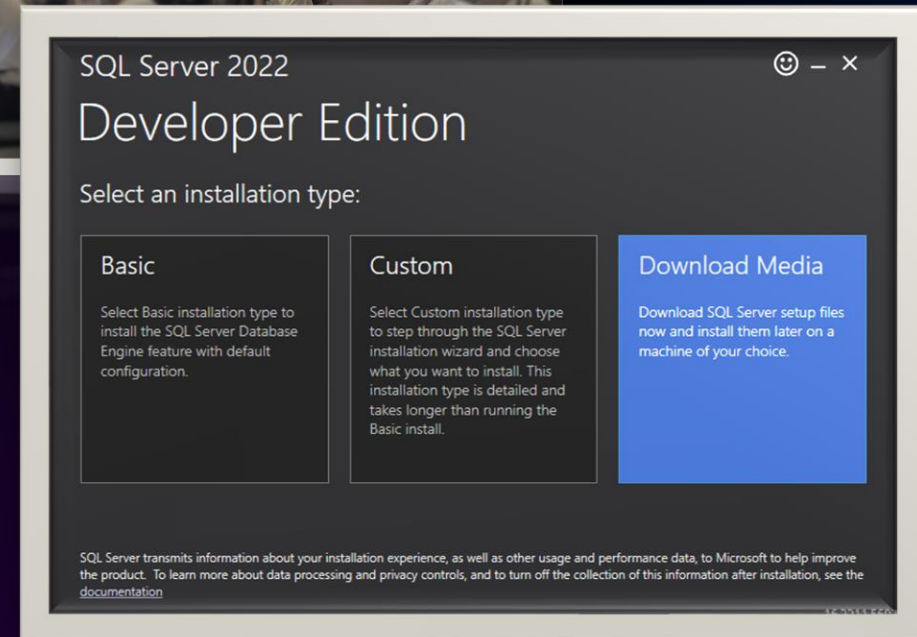 SQL Server 2022
Developer Edition
Select an installation type:
Basic
Select Basic installation type to
install the SQL Server Database
Engine feature with default
configuration.
Custom
Select Custom installation type
to step through the SQL Server
installation wizard and choose
what you want to install. This
installation type is detailed and
takes longer than running the
Basic install.
Download Media
Download SQL Server setup files
now and install them later on a
machine of your choice.
SQL Server transmits information about your installation experience, as well as other usage and performance data, to Microsoft to help improve
the product.  To learn more about data processing and privacy controls, and to turn off the collection of this information after installation, see the
documentation